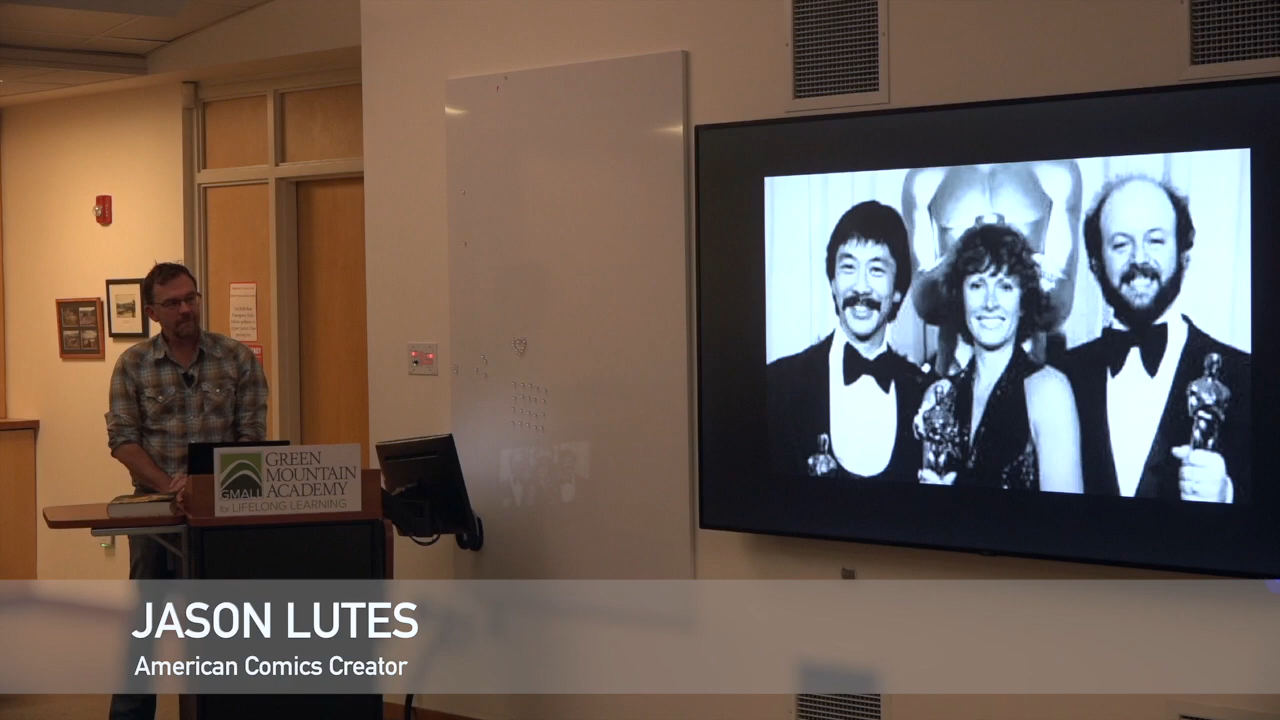 GREEN
MOUNTAIN
ACADEMY
GMALL
for LIFELONG LEARNING
JASON LUTES
American Comics Creator